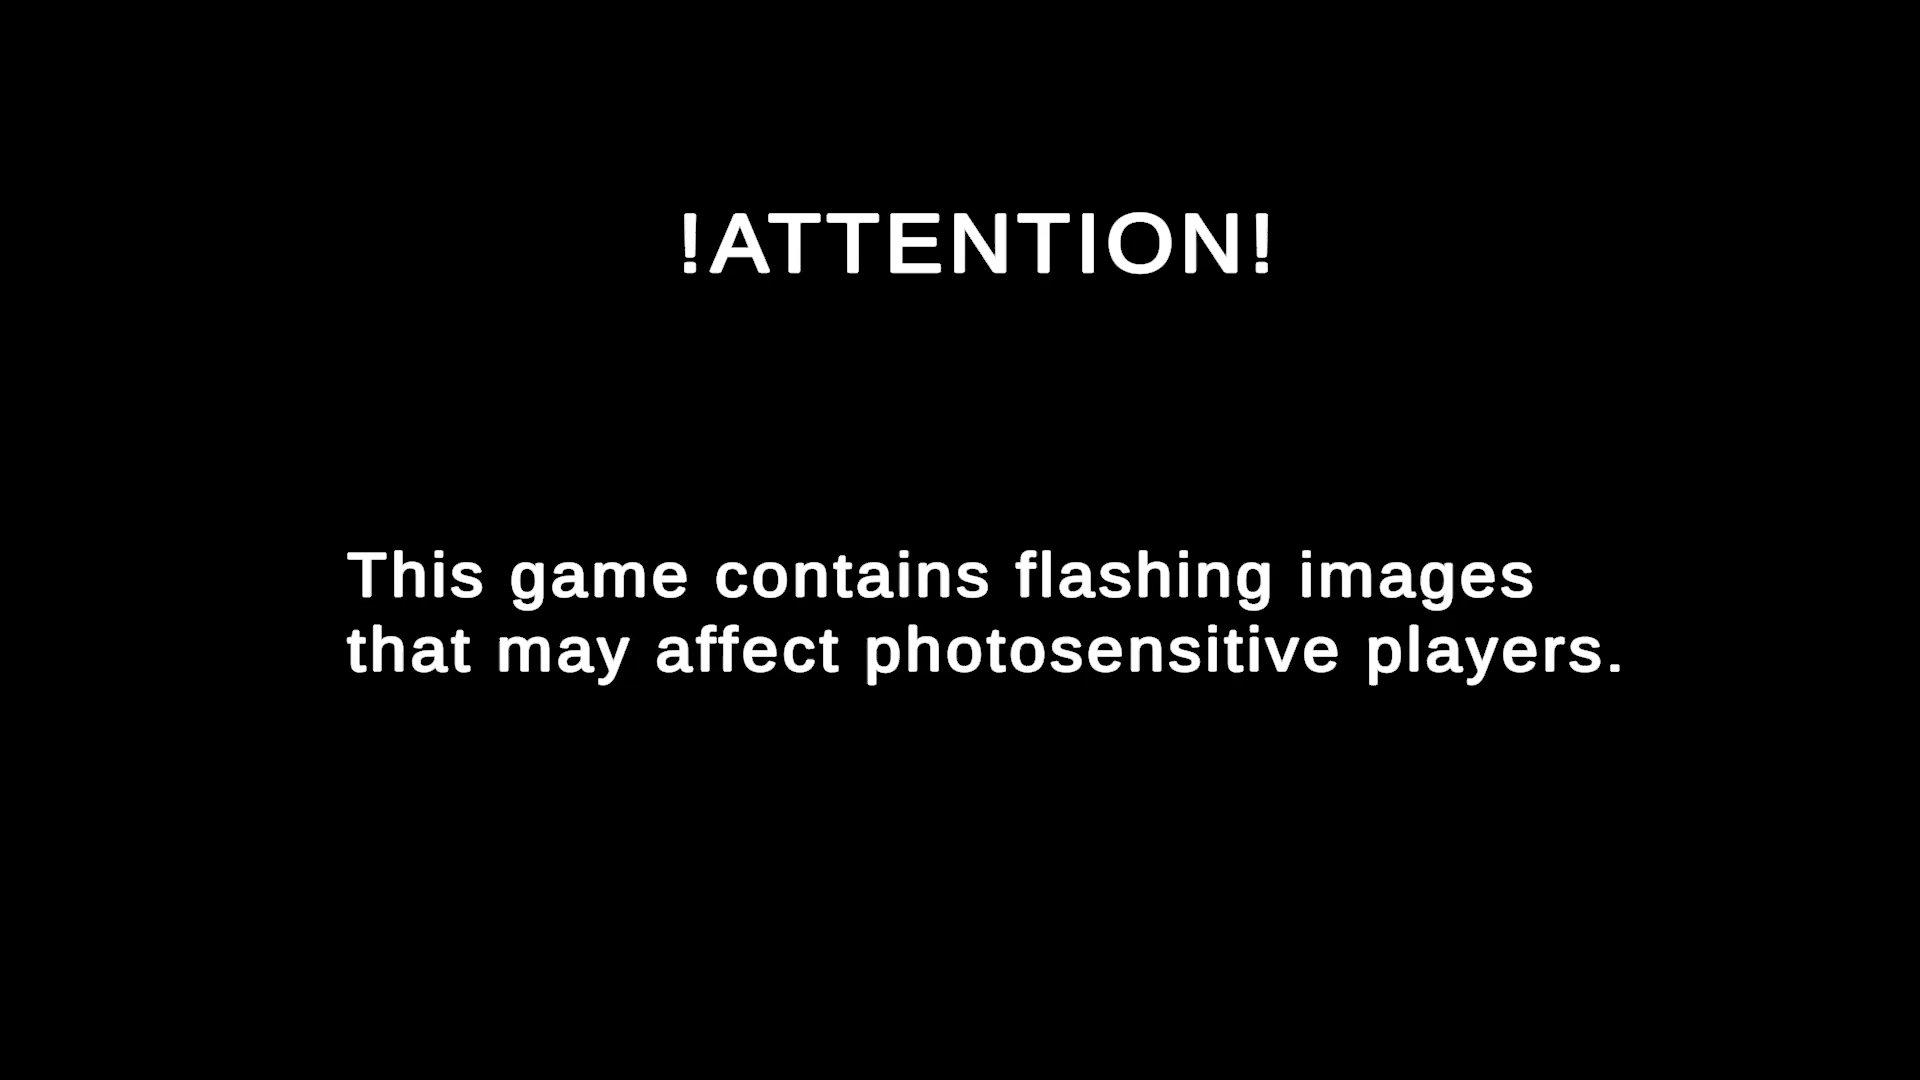 !ATTENTION!
This game contains flashing images
that may affect photosensitive players.